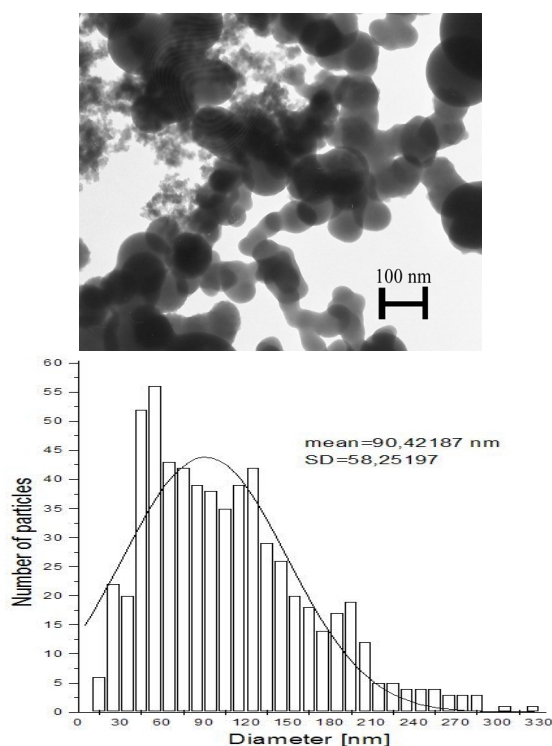 100 nm
60
55
50
45
40
35
30
25
20
15
10
5
0
Number of particles
mean=90,42187 nm
SD=58,25197
0 30 60 90 120 150 180 210 240 270 300 330
Diameter [nm]